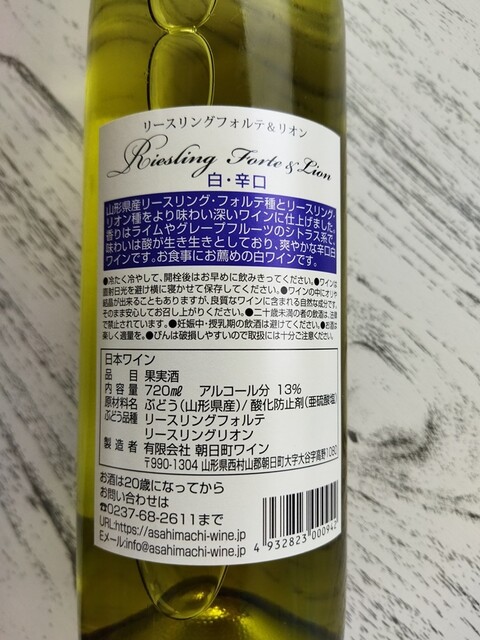 リースリングフォルテ&リオン
Riesling Forte & Lion
白・辛口
山形県産リースリング・フォルテ種とリースリング・
リオン種をより味わい深いワインに仕上げました。
香りはライムやグレープフルーツのシトラス系で、
味わいは酸が生き生きとしており、爽やかな辛口白
ワインです。お食事にお薦めの白ワインです。
●冷たく冷やして、開栓後はお早めに飲みきってください。●ワインは
直射日光を避け横に寝かせて保存してください。●ワインの中にオリや
結晶が出来ることもありますが、良質なワインに含まれる自然な成分です。
そのまま安心してお召し上がりください。●二十歳未満の者の飲酒は、法律
で禁止されています。●妊娠中・授乳期の飲酒は避けてください。●お酒は
楽しく適量を。●びんは破損しやすいので取扱には十分ご注意ください。
日本ワイン
品 目 果実酒
内 容 量 720㎖ アルコール分 13%
原材料名 ぶどう(山形県産)/酸化防止剤(亜硫酸塩)
ぶどう品種 リースリングフォルテ
リースリングリオン
製 造 者 有限会社 朝日町ワイン
〒990-1304 山形県西村山郡朝日町大字大谷字高野1080
お酒は20歳になってから
お問い合わせは
☎0237-68-2611まで
URL:https://asahimachi-wine.jp
Eメール:info@asahimachi-wine.jp
4 932823 000942